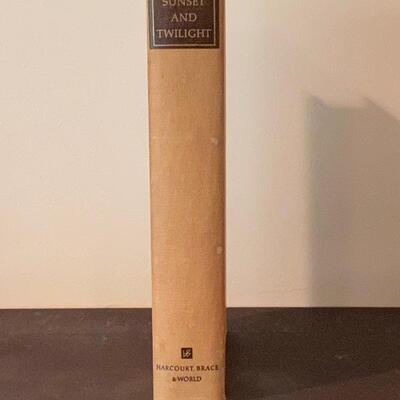 SUNSET
AND
TWILIGHT
HARCOURT, BRACE
& WORLD